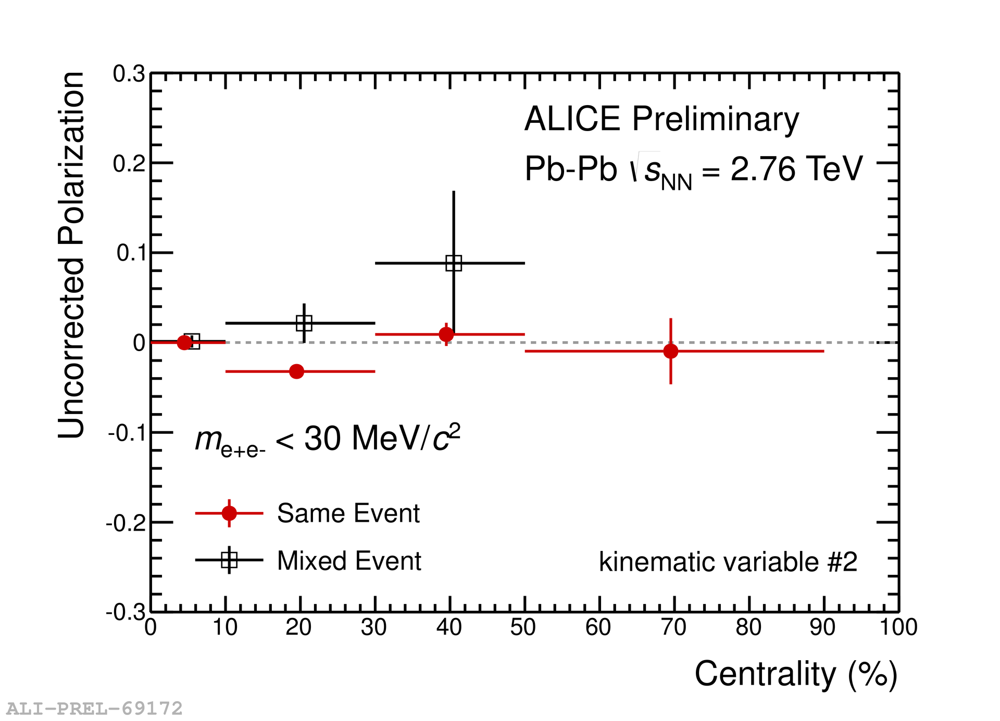 Uncorrected Polarization
0.3
0.2
0.1
0
-0.1
-0.2
-0.3
ALICE Preliminary
Pb-Pb √sNN = 2.76 TeV
me+e- < 30 MeV/c2
Same Event
Mixed Event
kinematic variable #2
0 10 20 30 40 50 60 70 80 90 100
Centrality (%)
ALI-PREL-69172